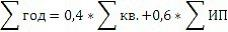 ∑ год = 0,4 * ∑ кв. +0,6 * ∑ ИП